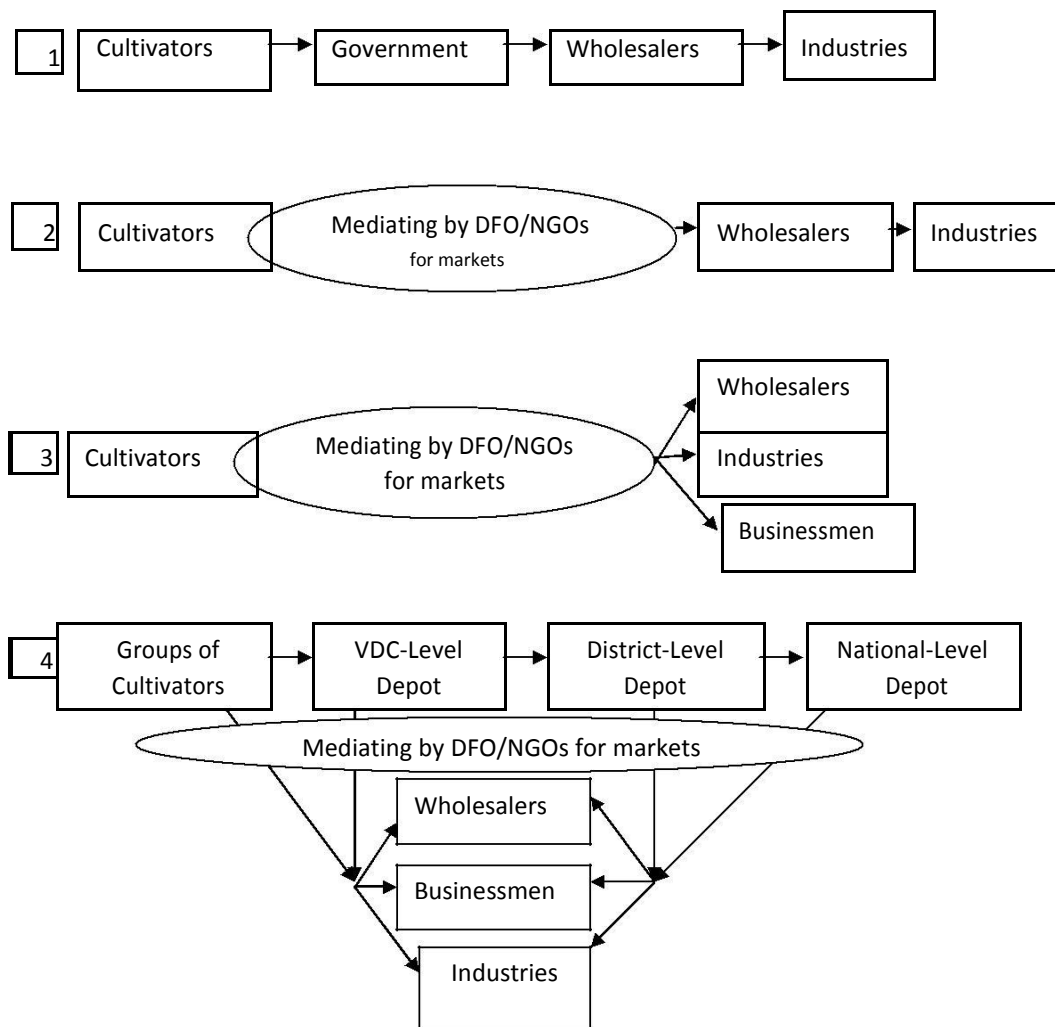 1
Cultivators
Government
Wholesalers
Industries
2
Cultivators
Mediating by DFO/NGOs
for markets
Wholesalers
Industries
3
Cultivators
Mediating by DFO/NGOs
for markets
Wholesalers
Industries
Businessmen
4
Groups of
Cultivators
VDC-Level
Depot
District-Level
Depot
National-Level
Depot
Mediating by DFO/NGOs for markets
Wholesalers
Businessmen
Industries